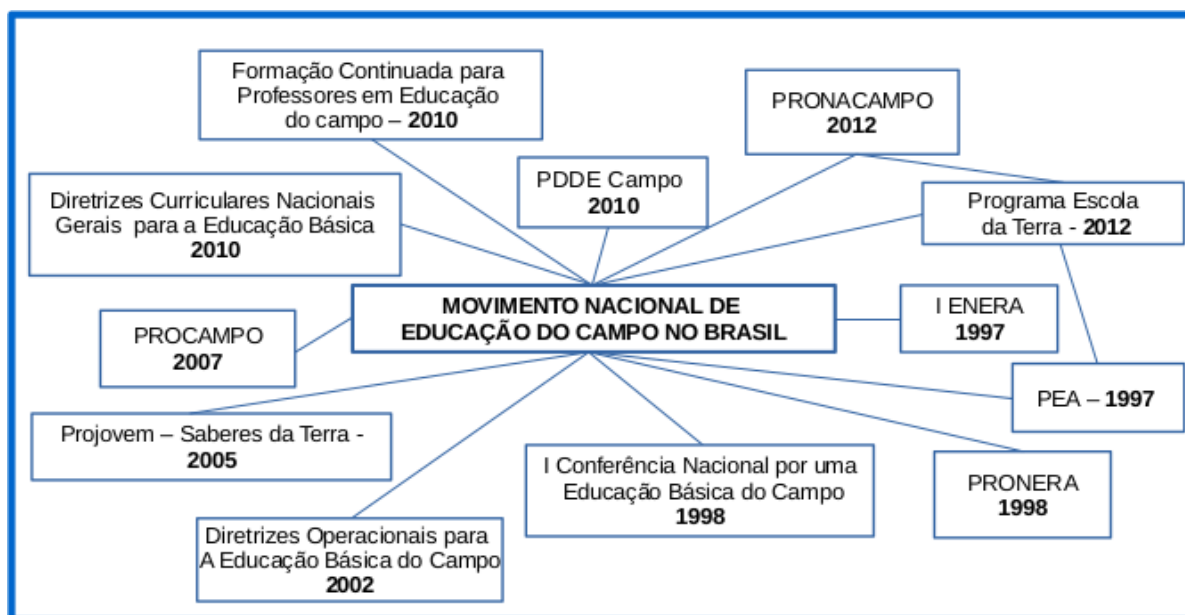 Formação Continuada para
Professores em Educação
do campo – 2010
PRONACAMPO
2012
PDDE Campo
2010
Diretrizes Curriculares Nacionais
Gerais para a Educação Básica
2010
Programa Escola
da Terra - 2012
MOVIMENTO NACIONAL DE
EDUCAÇÃO DO CAMPO NO BRASIL
I ENERA
1997
PROCAMPO
2007
PEA – 1997
Projovem – Saberes da Terra -
2005
I Conferência Nacional por uma
Educação Básica do Campo
1998
PRONERA
1998
Diretrizes Operacionais para
A Educação Básica do Campo
2002